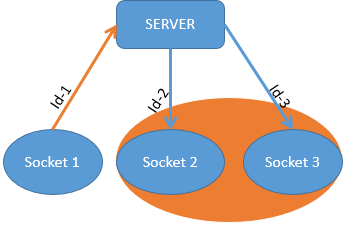 SERVER
Id-1
Id-2
Id-3
Socket 1
Socket 2
Socket 3